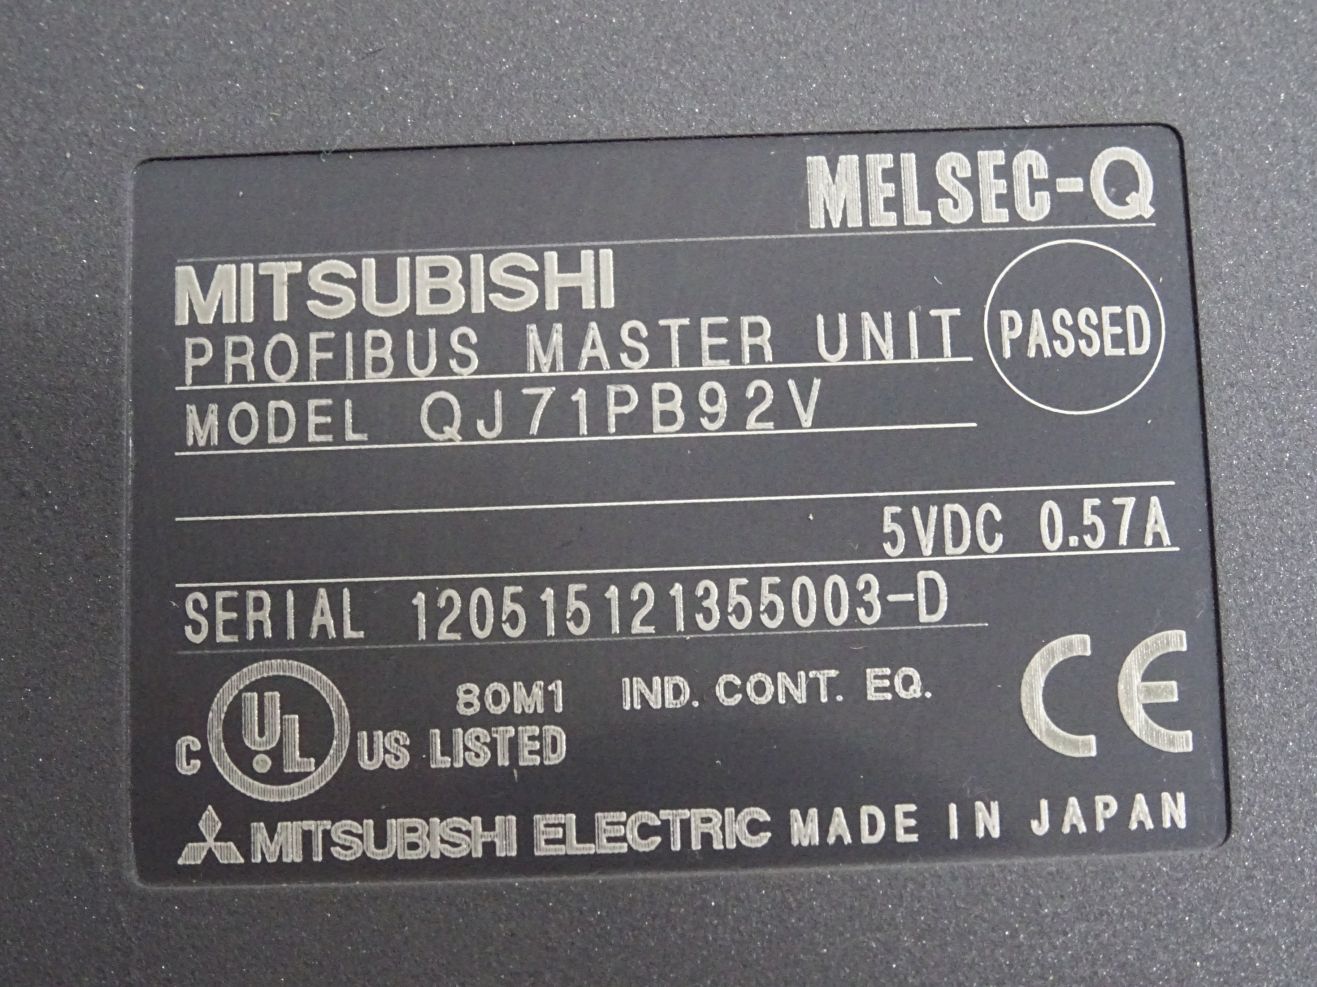 MELSEC-Q
MITSUBISHI
PROFIBUS MASTER UNIT
PASSED
MODEL QJ71PB92V
5VDC 0.57A
SERIAL 120515121355003-D
80M1 IND. CONT. EQ.
C UL US LISTED
CE
MITSUBISHI ELECTRIC MADE IN JAPAN